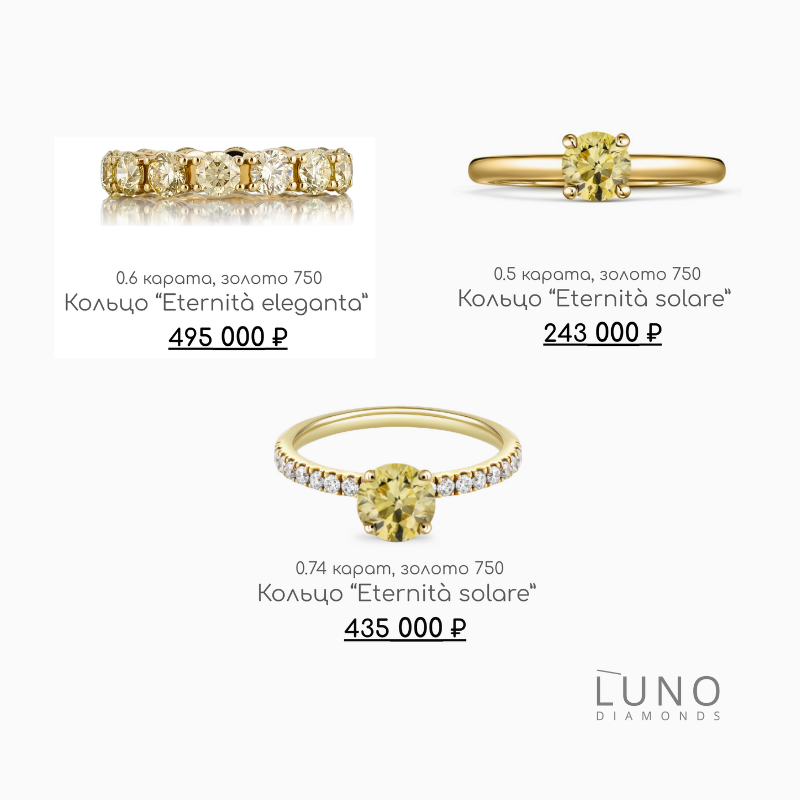 0.6 карата, золото 750
Кольцо “Eternità eleganta”
495 000 ₽
0.5 карата, золото 750
Кольцо “Eternità solare”
243 000 ₽
0.74 карат, золото 750
Кольцо “Eternità solare”
435 000 ₽
LUNO
DIAMONDS